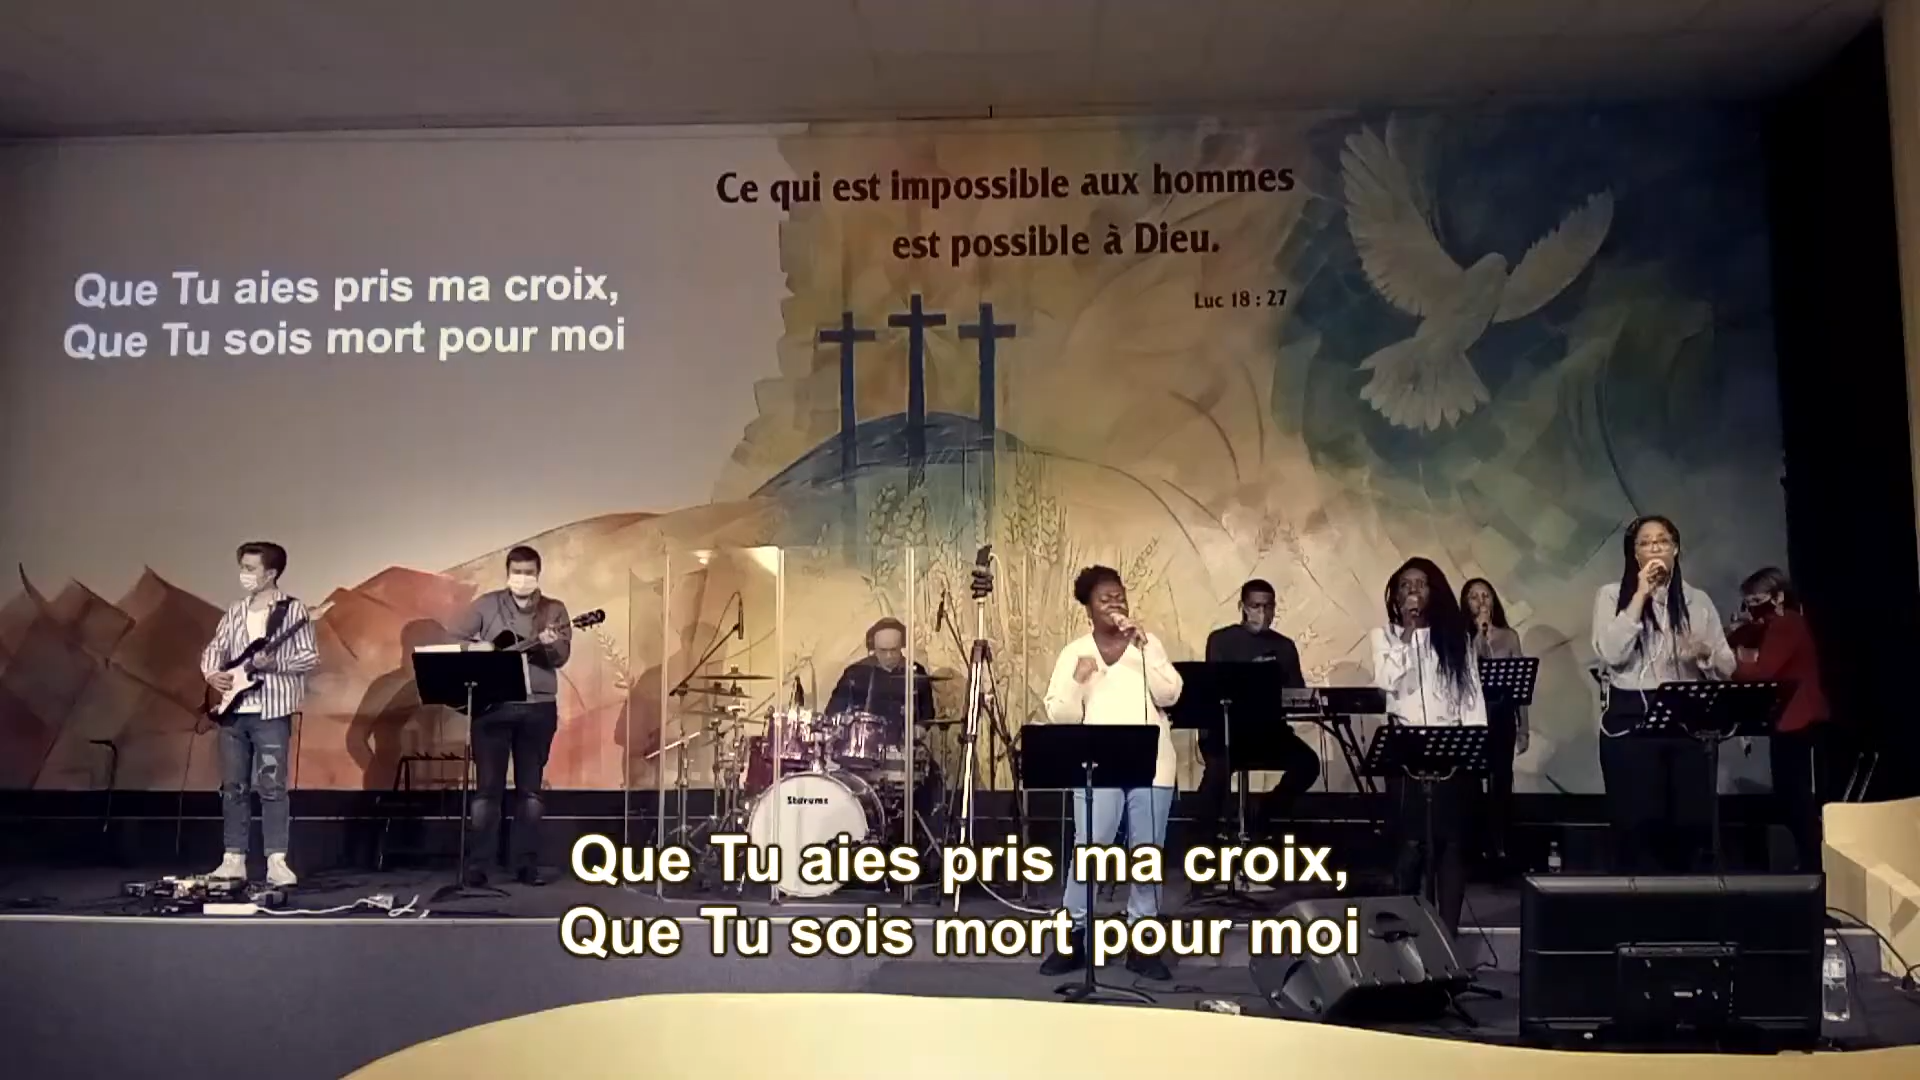 Ce qui est impossible aux hommes
est possible à Dieu.
Luc 18 : 27
Que Tu aies pris ma croix,
Que Tu sois mort pour moi
Stdrums
Que Tu aies pris ma croix,
Que Tu sois mort pour moi